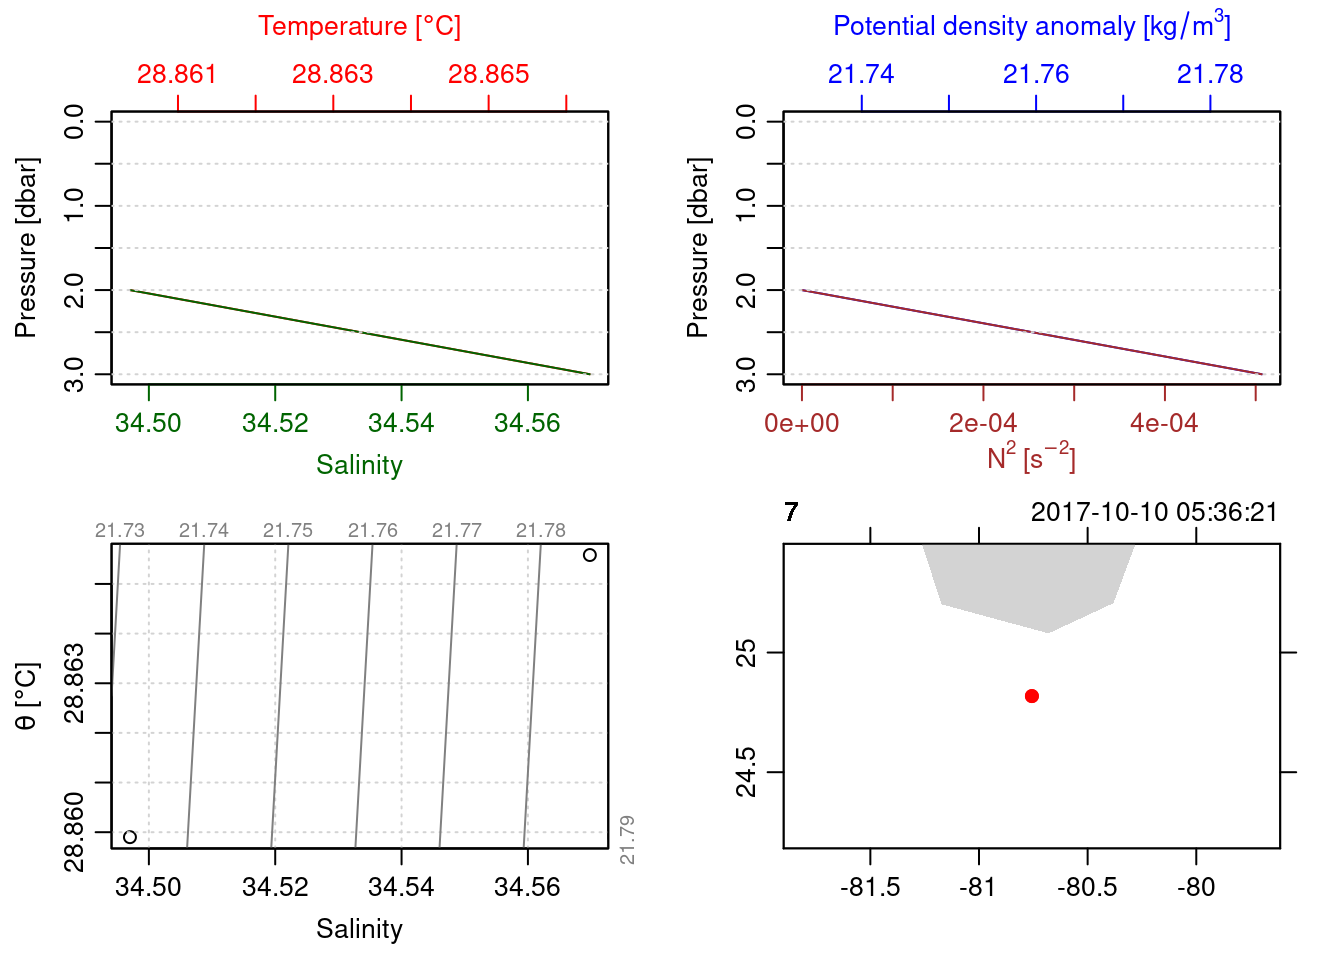 Temperature [°C]
28.861 28.863 28.865
0.0 1.0 2.0 3.0
Pressure [dbar]
34.50 34.52 34.54 34.56
Salinity
Potential density anomaly [kg/m³]
21.74 21.76 21.78
0.0 1.0 2.0 3.0
Pressure [dbar]
0e+00 2e-04 4e-04
N² [s⁻²]
21.73 21.74 21.75 21.76 21.77 21.78
21.79
28.860 28.863
θ [°C]
34.50 34.52 34.54 34.56
Salinity
7 2017-10-10 05:36:21
25
24.5
-81.5 -81 -80.5 -80